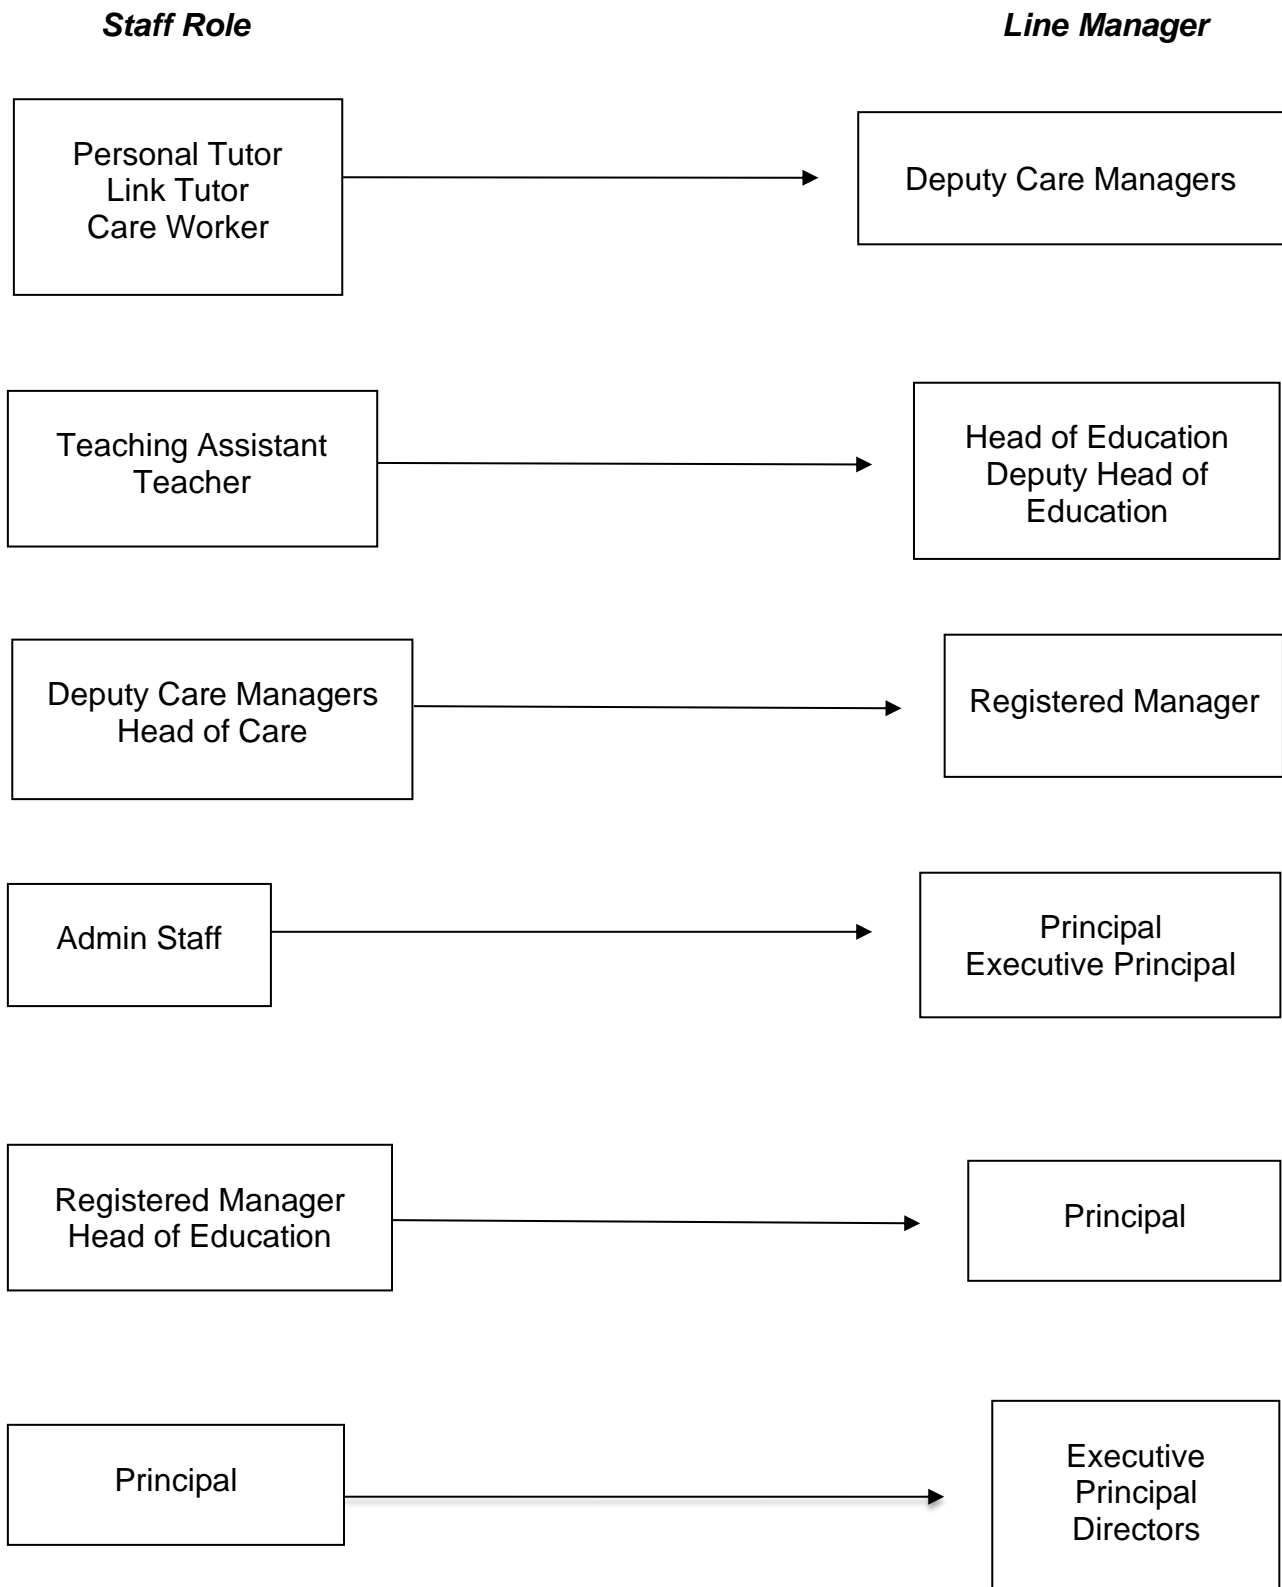 Staff Role
Line Manager
Personal Tutor
Link Tutor
Care Worker
Deputy Care Managers
Teaching Assistant
Teacher
Head of Education
Deputy Head of
Education
Deputy Care Managers
Head of Care
Registered Manager
Admin Staff
Principal
Executive Principal
Registered Manager
Head of Education
Principal
Principal
Executive
Principal
Directors